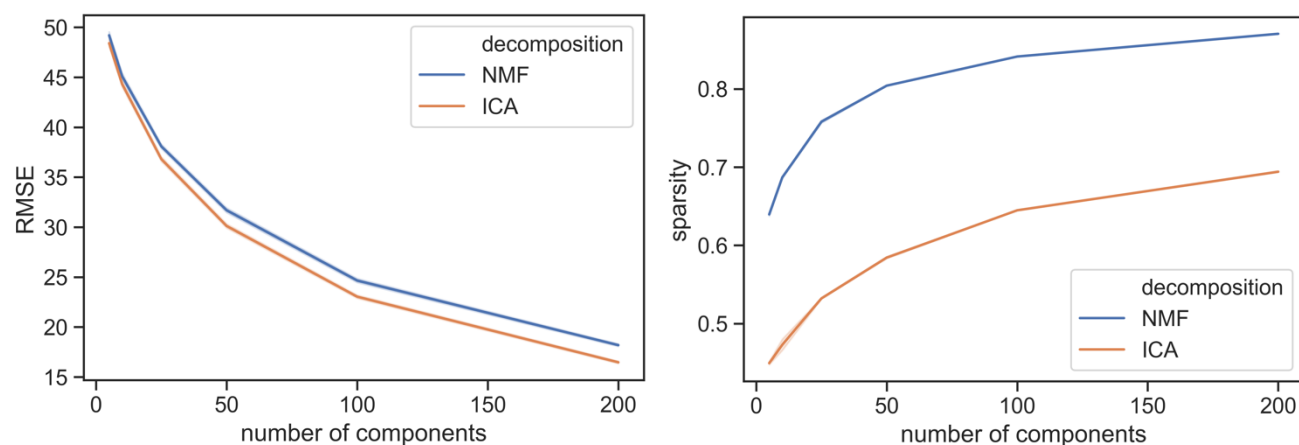 50
45
40
35
30
25
20
15
RMSE
decomposition
NMF
ICA
0 50 100 150 200
number of components
0.8
0.7
0.6
0.5
sparsity
decomposition
NMF
ICA
0 50 100 150 200
number of components